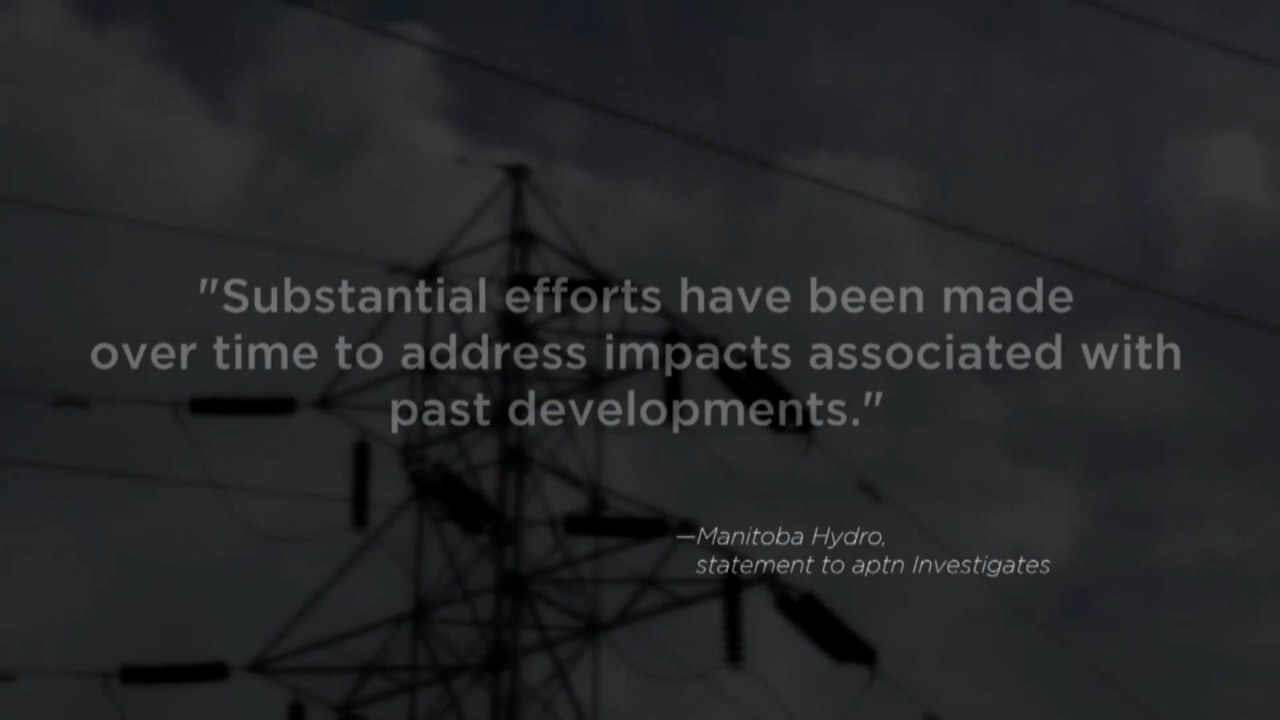 "Substantial efforts have been made
over time to address impacts associated with
past developments."
—Manitoba Hydro,
statement to aptn Investigates